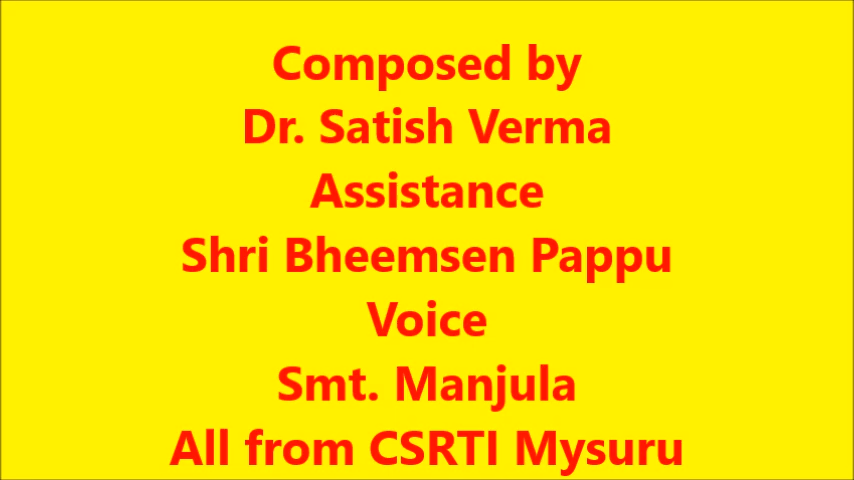 Composed by
Dr. Satish Verma
Assistance
Shri Bheemsen Pappu
Voice
Smt. Manjula
All from CSRTI Mysuru